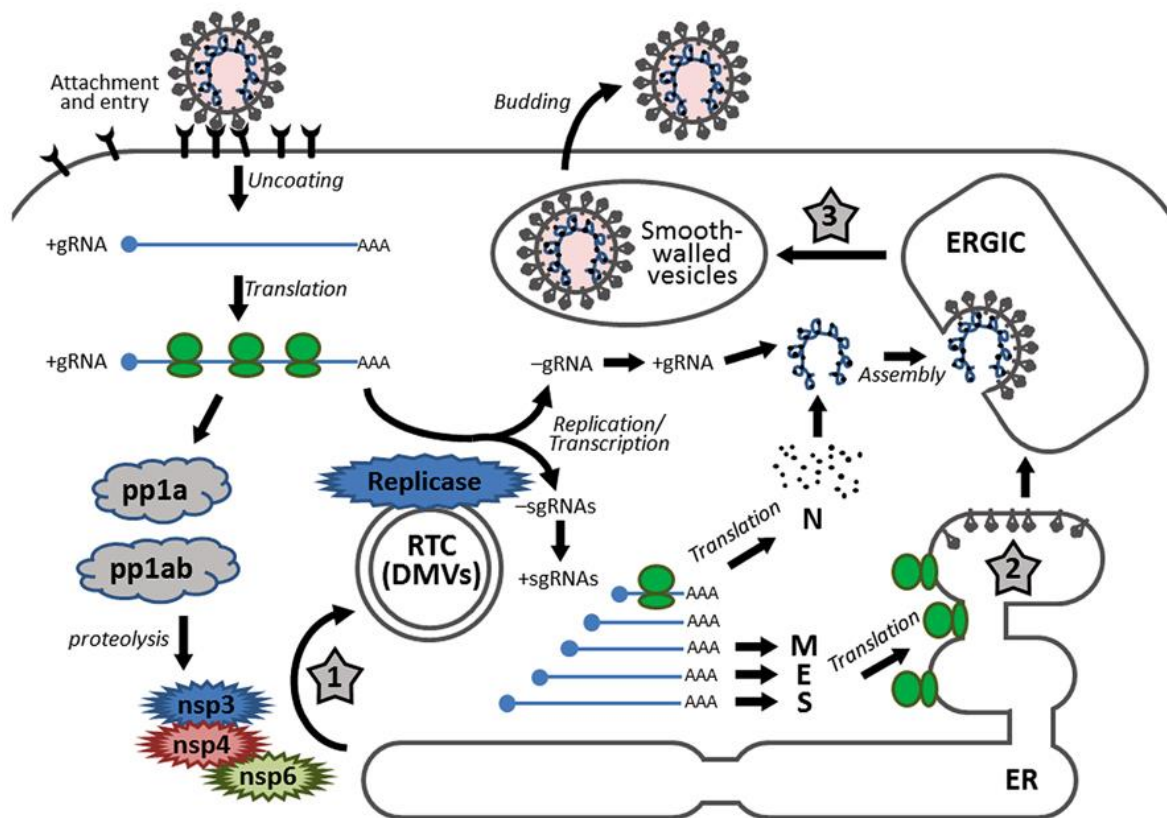 Attachment
and entry
Budding
Uncoating
+gRNA
AAA
Translation
+gRNA
AAA
pp1a
pp1ab
proteolysis
nsp3
nsp4
nsp6
1
Replicase
RTC
(DMVs)
Replication/
Transcription
–gRNA
+gRNA
–sgRNAs
+sgRNAs
AAA
AAA
AAA
AAA
AAA
M
E
S
Translation
N
Translation
Assembly
Smooth-
walled
vesicles
3
ERGIC
2
ER